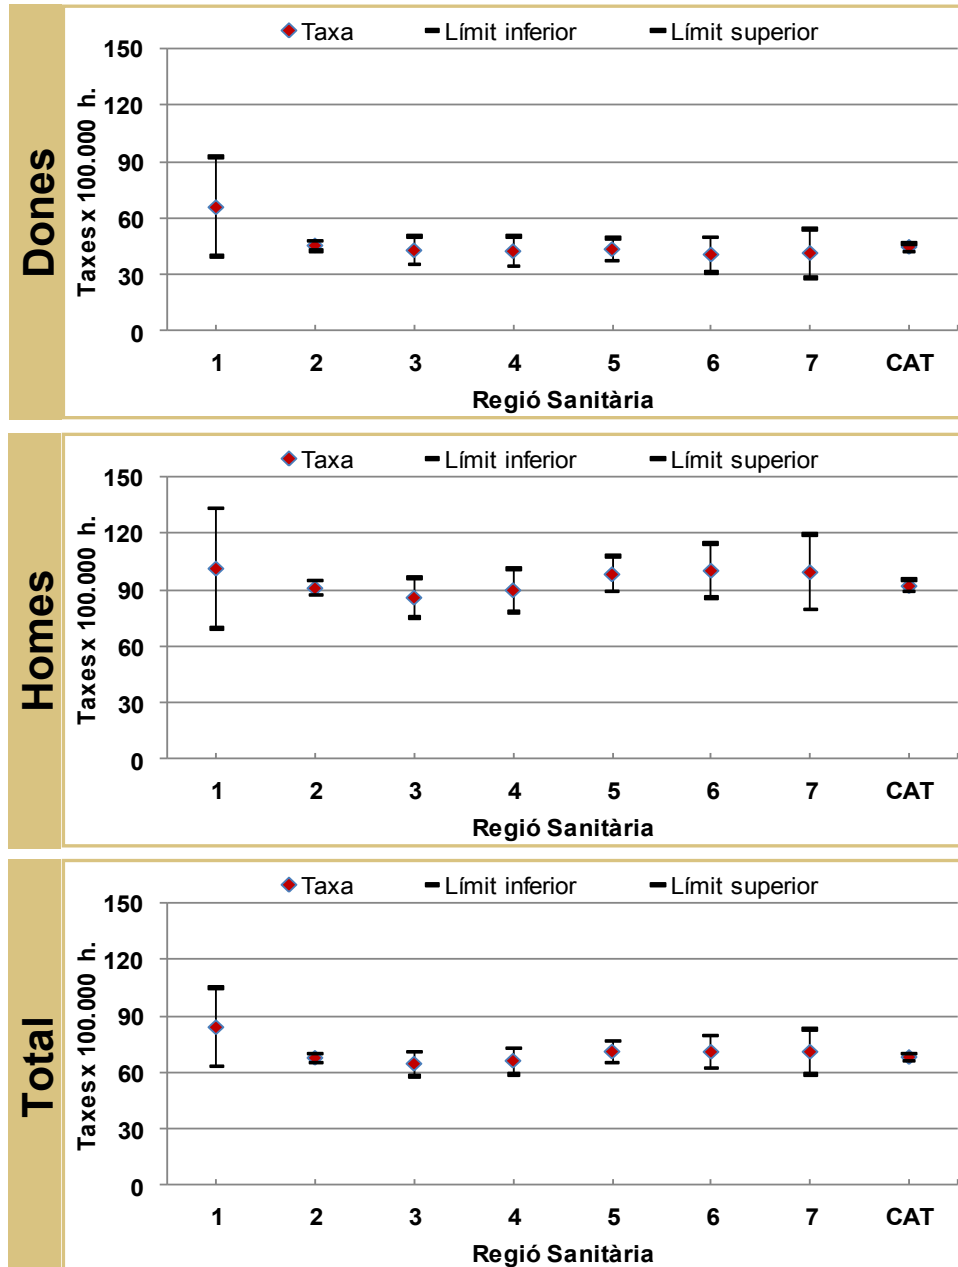 Dones
Taxa Límit inferior Límit superior
Taxes x 100.000 h.
150
120
90
60
30
0
1 2 3 4 5 6 7 CAT
Regió Sanitària
Homes
Taxa Límit inferior Límit superior
Taxes x 100.000 h.
150
120
90
60
30
0
1 2 3 4 5 6 7 CAT
Regió Sanitària
Total
Taxa Límit inferior Límit superior
Taxes x 100.000 h.
150
120
90
60
30
0
1 2 3 4 5 6 7 CAT
Regió Sanitària